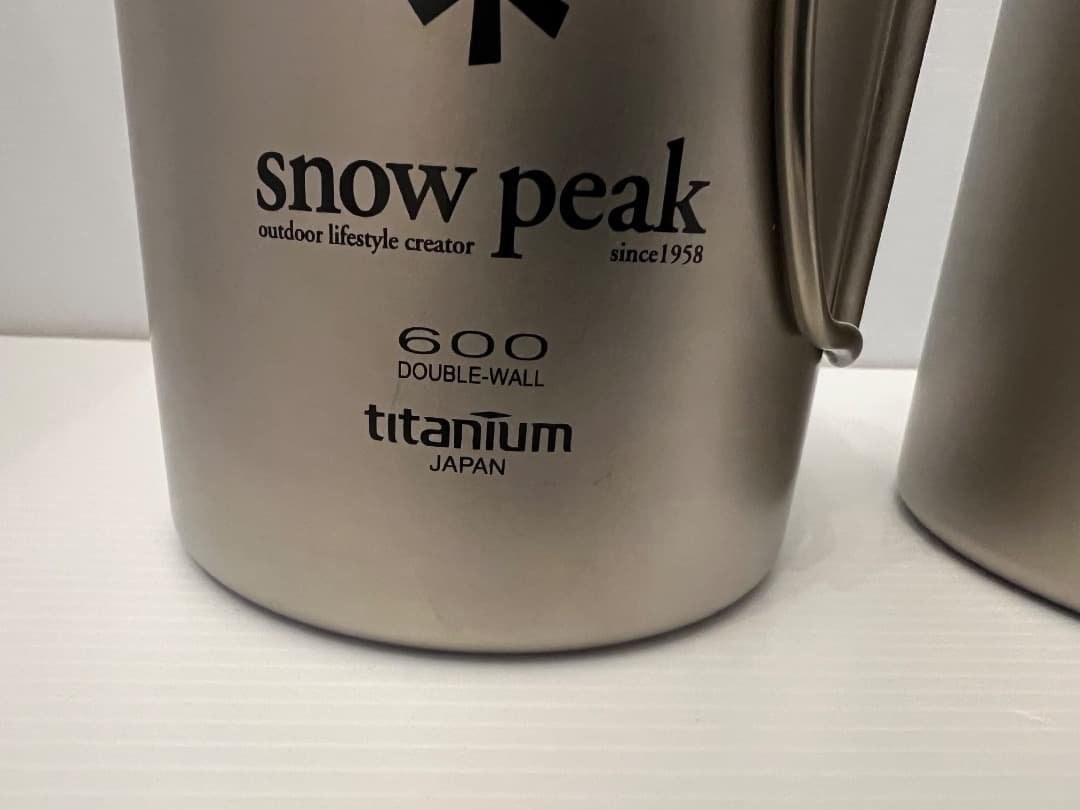 snow peak
outdoor lifestyle creator since1958
600
DOUBLE-WALL
titanium
JAPAN